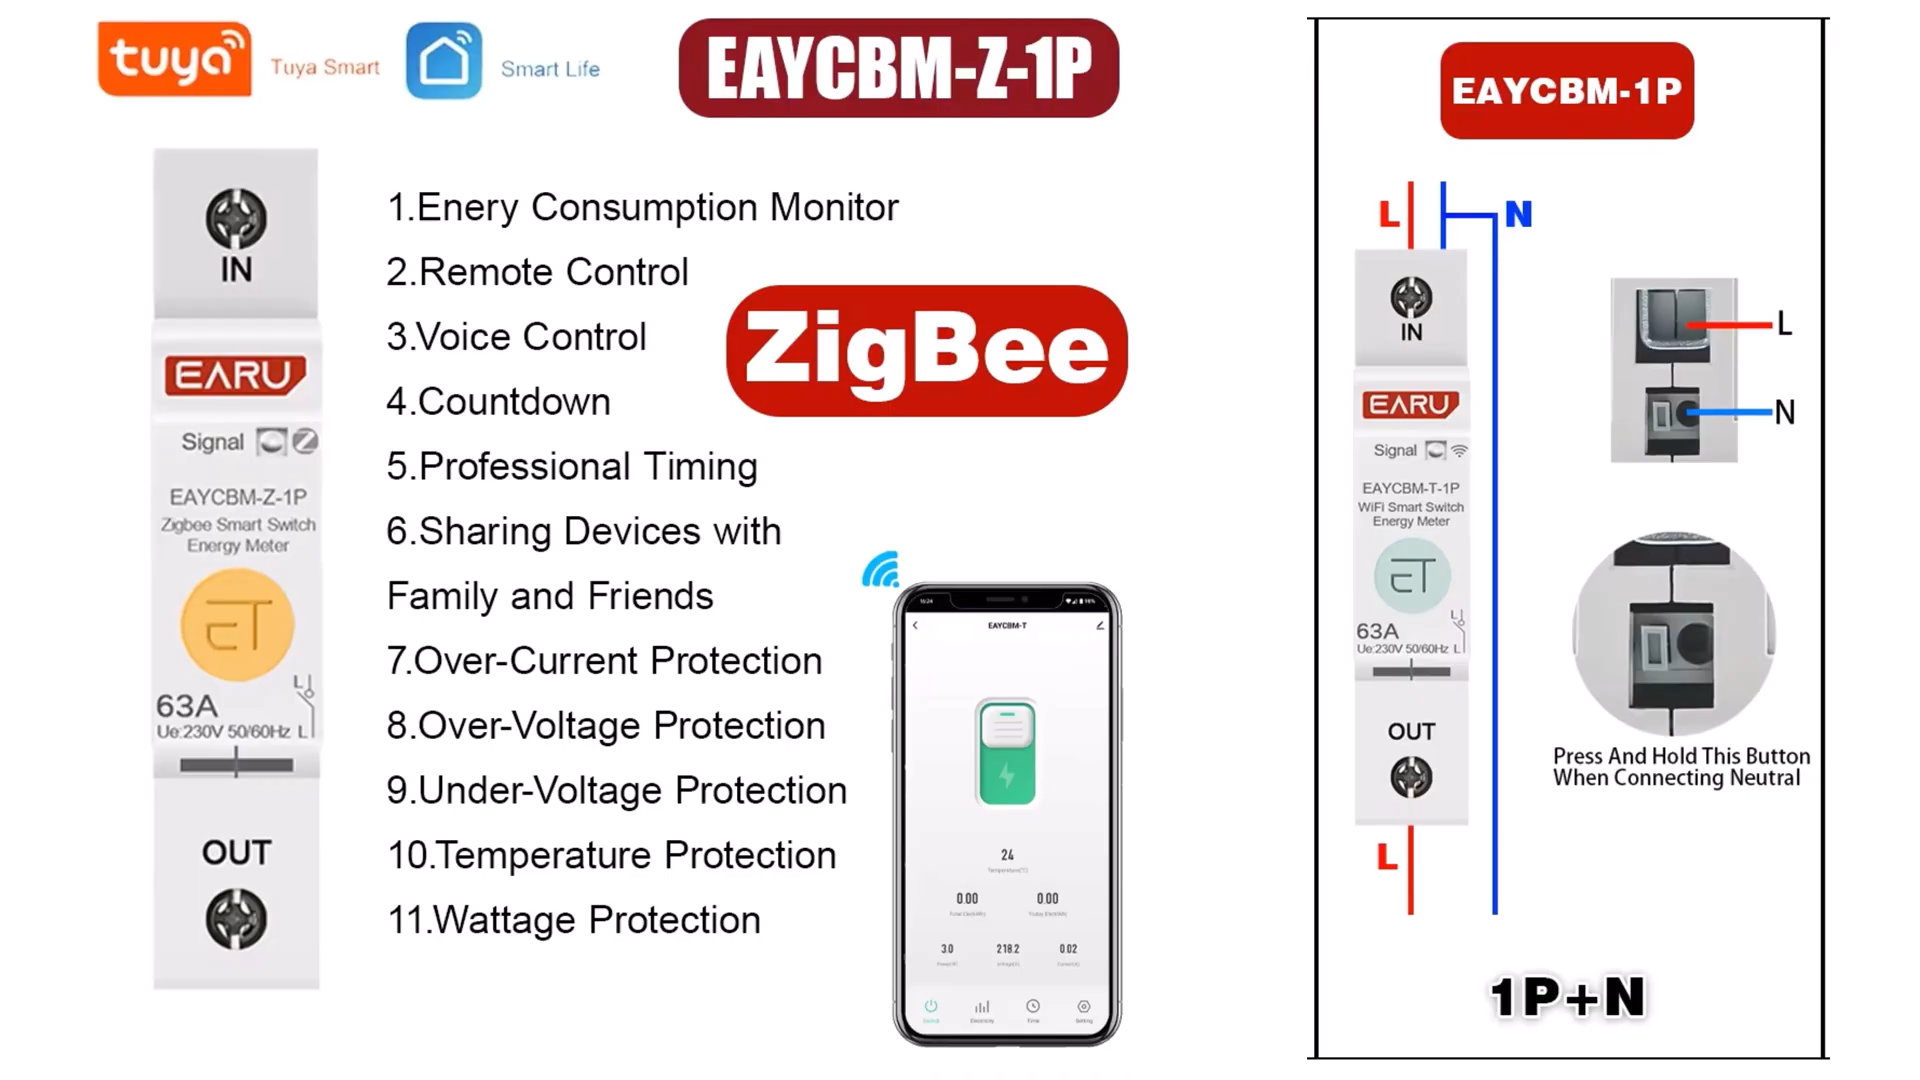 tuya
Tuya Smart
Smart Life
EAYCBM-Z-1P
IN
EARU
Signal
EAYCBM-Z-1P
Zigbee Smart Switch
Energy Meter
63A
L
Ue:230V 50/60Hz L
OUT
1.Enery Consumption Monitor
2.Remote Control
3.Voice Control
4.Countdown
5.Professional Timing
6.Sharing Devices with
Family and Friends
7.Over-Current Protection
8.Over-Voltage Protection
9.Under-Voltage Protection
10.Temperature Protection
11.Wattage Protection
ZigBee
EAYCBM-T
24
0.00 0.00
3.0 218.2 0.02
EAYCBM-1P
L N
IN
EARU
Signal
EAYCBM-T-1P
WiFi Smart Switch
Energy Meter
63A
L
Ue:230V 50/60Hz L
OUT
L
L
N
Press And Hold This Button
When Connecting Neutral
1P+N